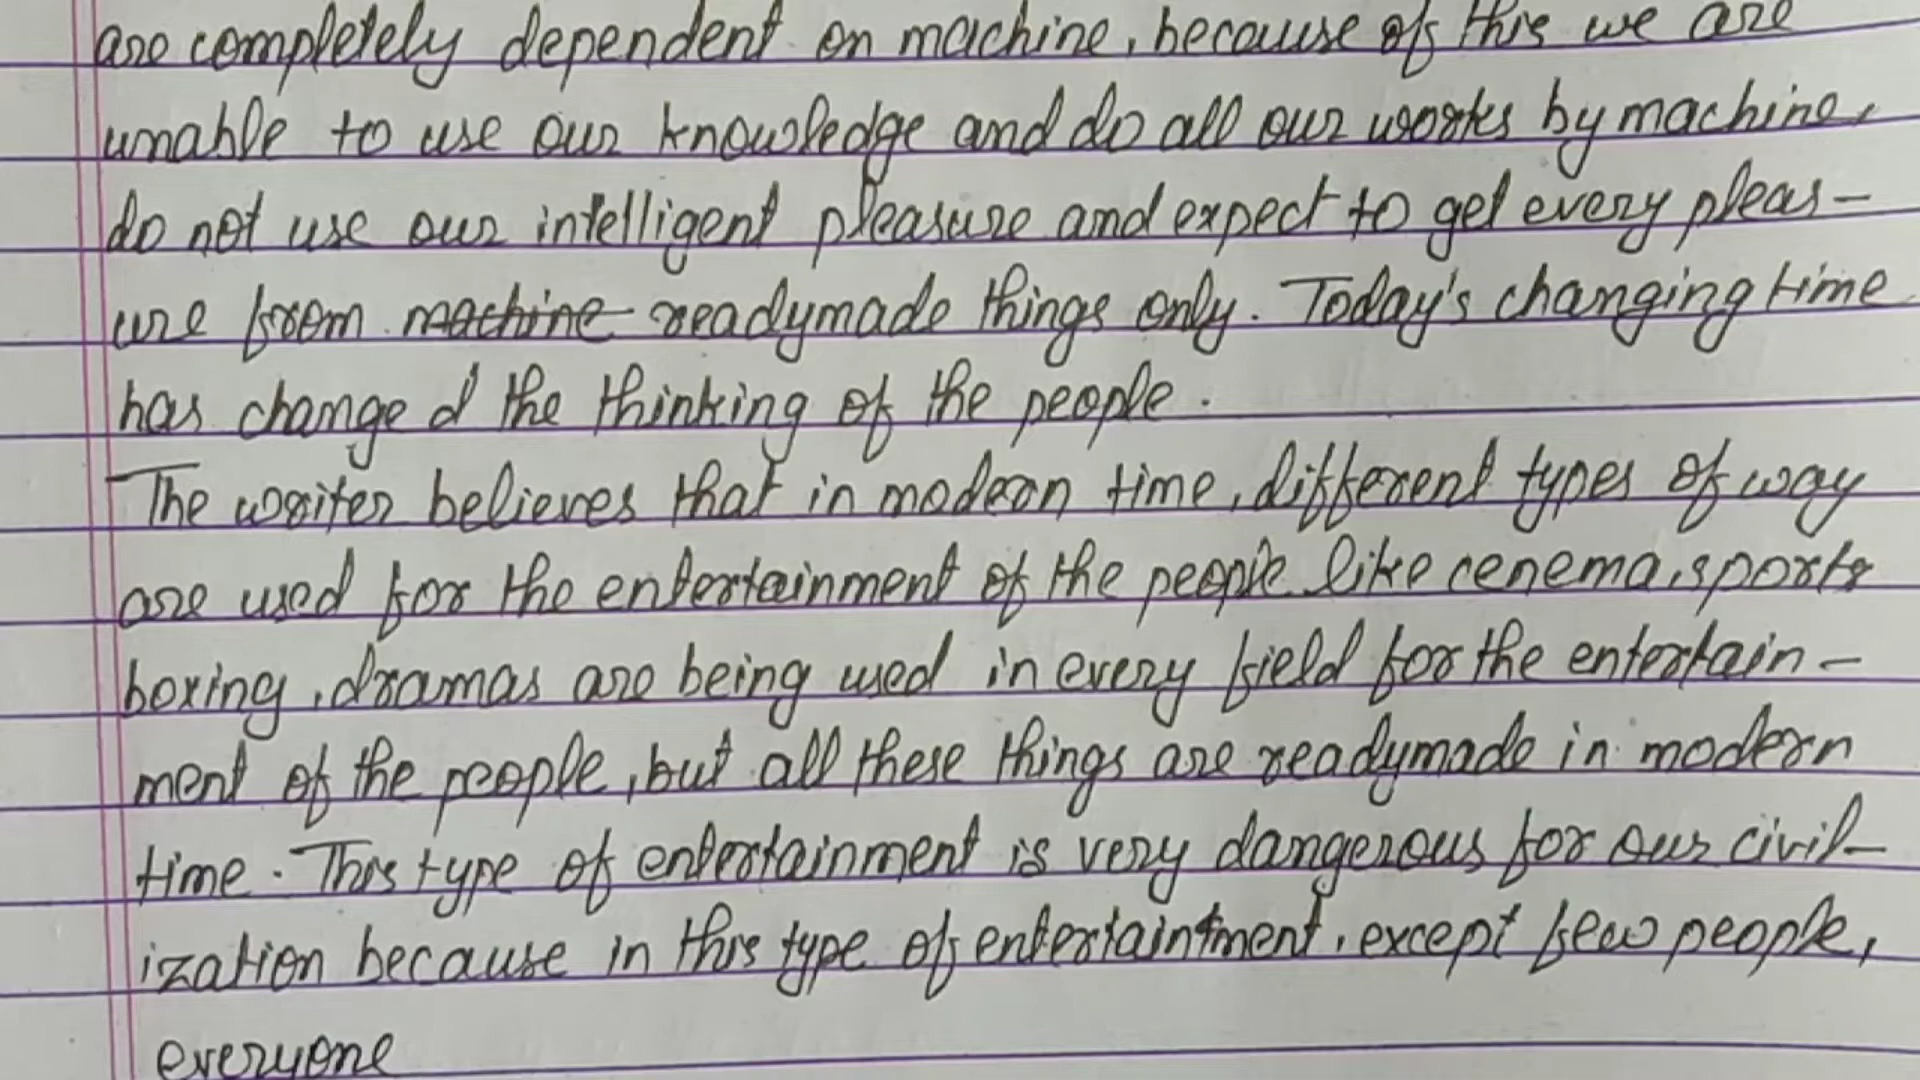 are completely dependent on machine, because of this we are
unable to use our knowledge and do all our works by machine,
do not use our intelligent pleasure and expect to get every pleas-
ure from machine readymade things only. Today's changing time
has changed the thinking of the people.
The writer believes that in modern time, different types of way
are used for the entertainment of the people like cenema, sports
boxing, dramas are being used in every field for the entertain-
ment of the people, but all these things are readymade in modern
time. This type of entertainment is very dangerous for our civil-
ization because in this type of entertaintment, except few people,
everyone